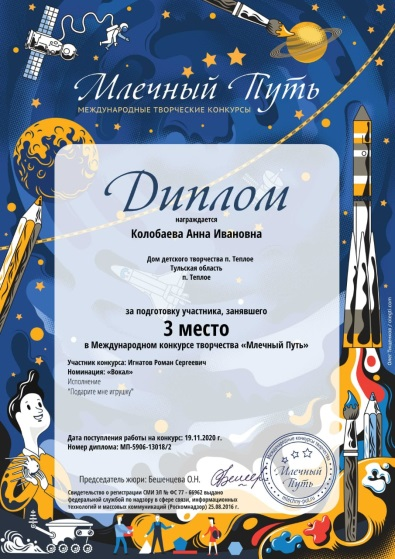 Млечный Путь
МЕЖДУНАРОДНЫЕ ТВОРЧЕСКИЕ КОНКУРСЫ
Диплом
награждается
Колобаева Анна Ивановна
Дом детского творчества п. Теплое
Тульская область
п. Теплое
за подготовку участника, занявшего
3 место
в Международном конкурсе творчества «Млечный Путь»
Участник конкурса: Игнатов Роман Сергеевич
Номинация: «Вокал»
Исполнение
"Подарите мне игрушку"
Дата поступления работы на конкурс: 19.11.2020 г.
Номер диплома: МП-5906-13018/2
Председатель жюри: Бешенцева О.Н.
Свидетельство о регистрации СМИ ЭЛ № ФС 77 - 66962 выдано
федеральной службой по надзору в сфере связи, информационных
технологий и массовых коммуникаций (Роскомнадзор) 25.08.2016 г.
Млечный
Путь